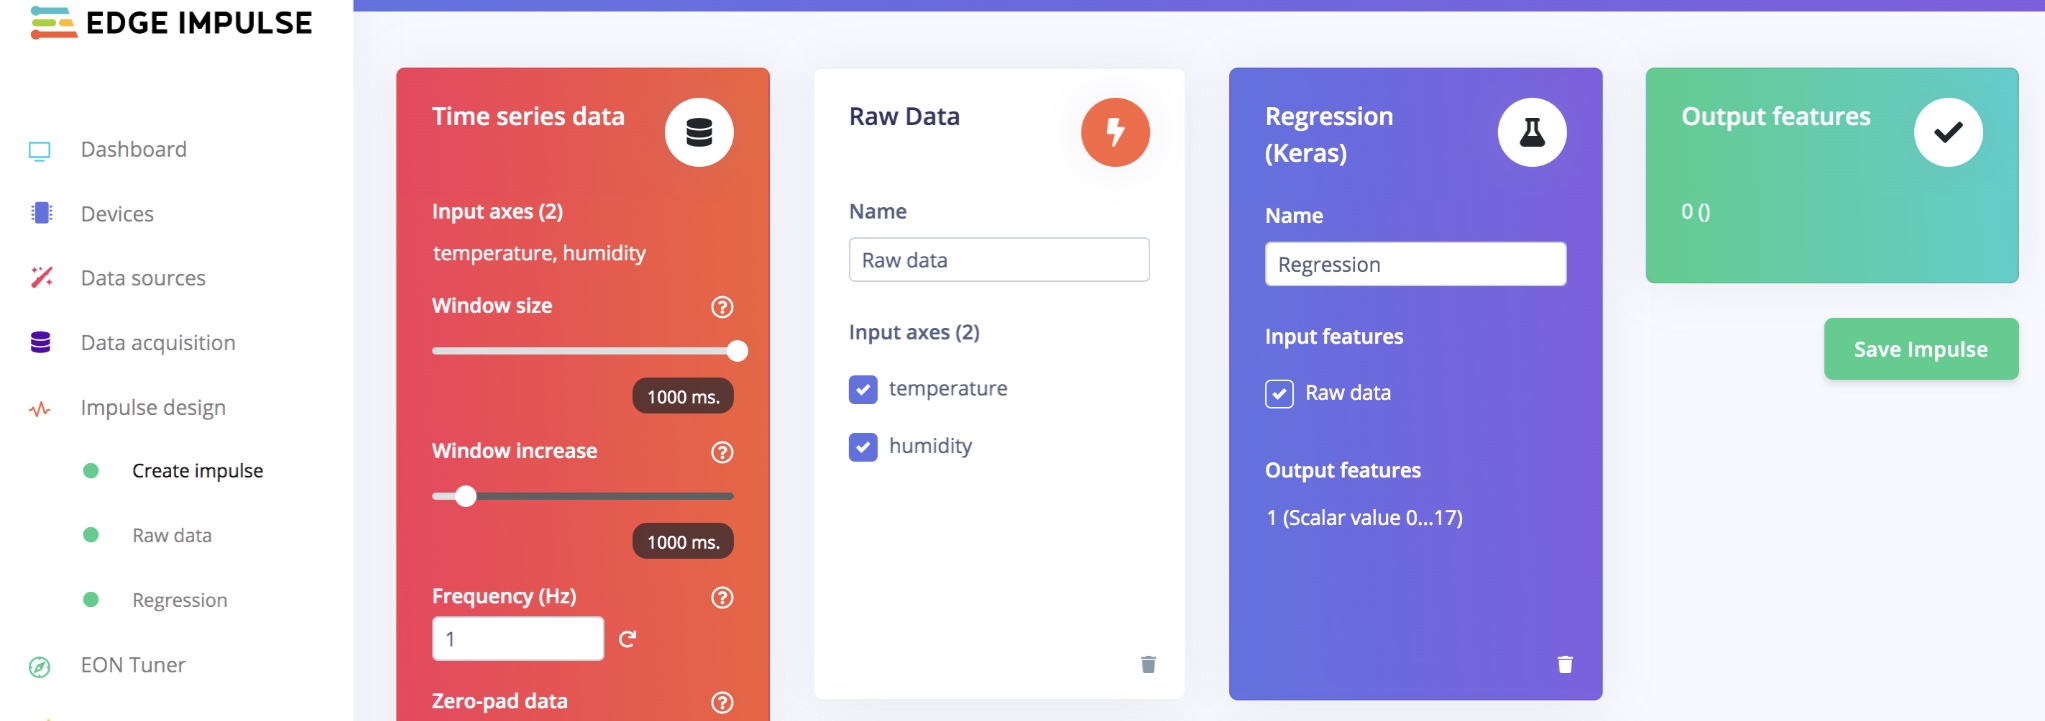 EDGE IMPULSE
Dashboard
Devices
Data sources
Data acquisition
Impulse design
Create impulse
Raw data
Regression
EON Tuner
Time series data
Input axes (2)
temperature, humidity
Window size
?
1000 ms.
Window increase
?
1000 ms.
Frequency (Hz)
?
1
Zero-pad data
?
Raw Data
Name
Raw data
Input axes (2)
temperature
humidity
Regression
(Keras)
Name
Regression
Input features
Raw data
Output features
1 (Scalar value 0...17)
Output features
0 ()
Save Impulse